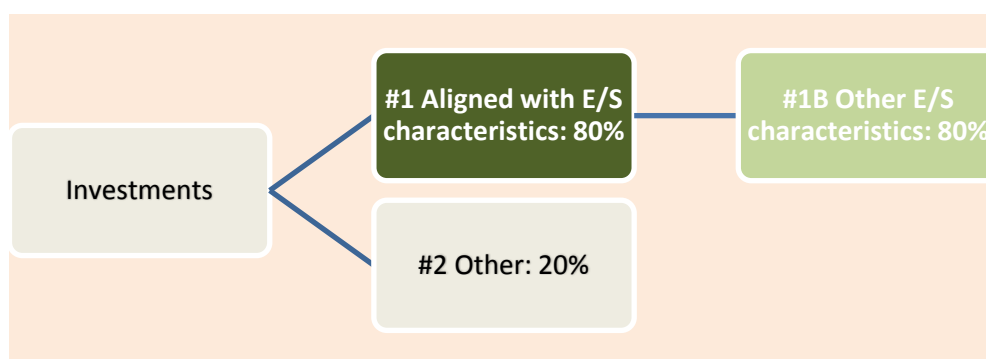 Investments
#1 Aligned with E/S
characteristics: 80%
#1B Other E/S
characteristics: 80%
#2 Other: 20%